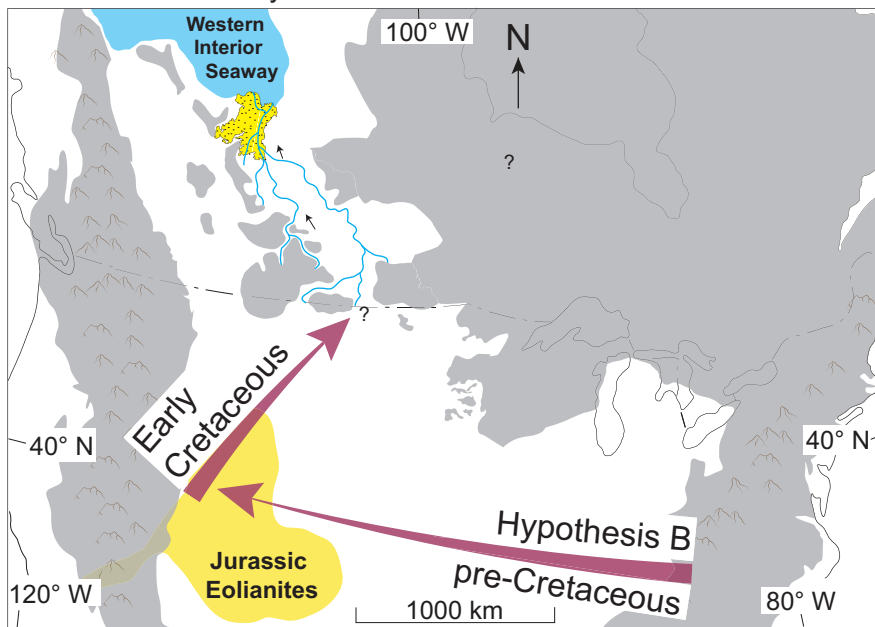 Western
Interior
Seaway
100° W
N
?
?
Early
Cretaceous
40° N
40° N
Hypothesis B
pre-Cretaceous
Jurassic
Eolianites
120° W
1000 km
80° W